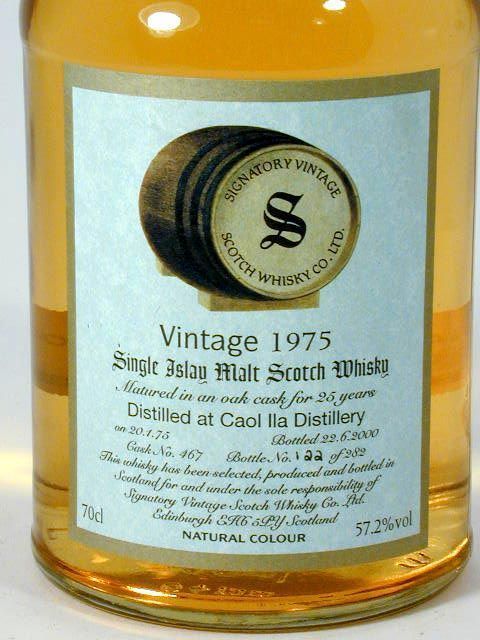 SIGNATORY VINTAGE
S
SCOTCH WHISKY CO. LTD.
Vintage 1975
Single Islay Malt Scotch Whisky
Matured in an oak cask for 25 years
Distilled at Caol Ila Distillery
on 20.1.75 Bottled 22.6.2000
Cask No. 467 Bottle No. 22 of 282
This whisky has been selected, produced and bottled in
Scotland for and under the sole responsibility of
Signatory Vintage Scotch Whisky Co. Ltd.
Edinburgh EH6 5PY Scotland
70cl 57.2%vol
NATURAL COLOUR